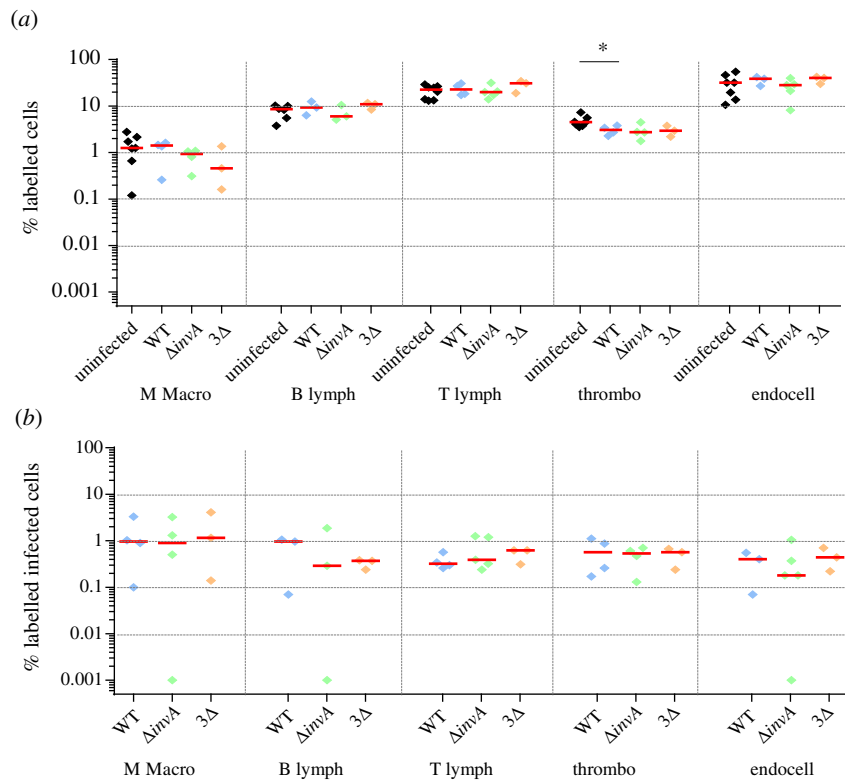 (a)
*
100
10
1
0.1
0.01
0.001
% labelled cells
uninfected WT ΔinvA 3Δ uninfected WT ΔinvA 3Δ uninfected WT ΔinvA 3Δ uninfected WT ΔinvA 3Δ uninfected WT ΔinvA 3Δ
M Macro B lymph T lymph thrombo endocell
(b)
100
10
1
0.1
0.01
0.001
% labelled infected cells
WT ΔinvA 3Δ WT ΔinvA 3Δ WT ΔinvA 3Δ WT ΔinvA 3Δ WT ΔinvA 3Δ
M Macro B lymph T lymph thrombo endocell